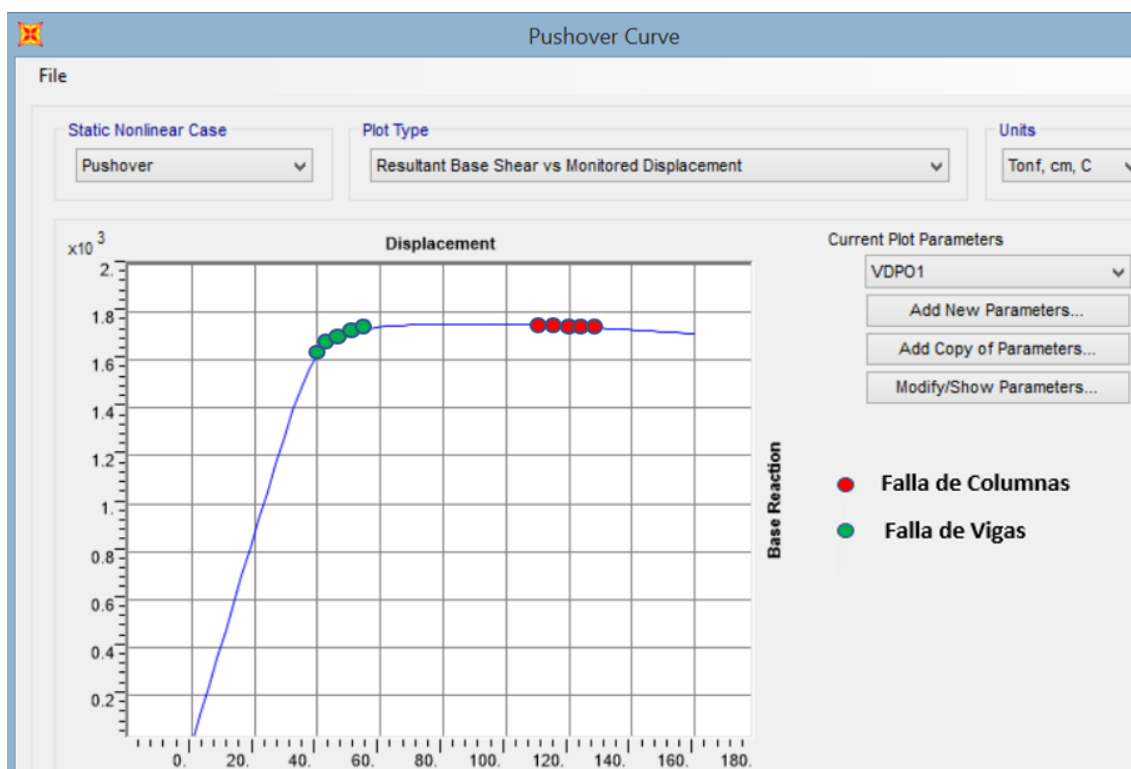 Pushover Curve
File
Static Nonlinear Case
Plot Type
Units
Pushover
Resultant Base Shear vs Monitored Displacement
Tonf, cm, C
x10 3
Displacement
Current Plot Parameters
VDPO1
Add New Parameters...
Add Copy of Parameters...
Modify/Show Parameters...
2.
1.8
1.6
1.4
1.2
1.
0.8
0.6
0.4
0.2
Base Reaction
Falla de Columnas
Falla de Vigas
0. 20. 40. 60. 80. 100. 120. 140. 160. 180.